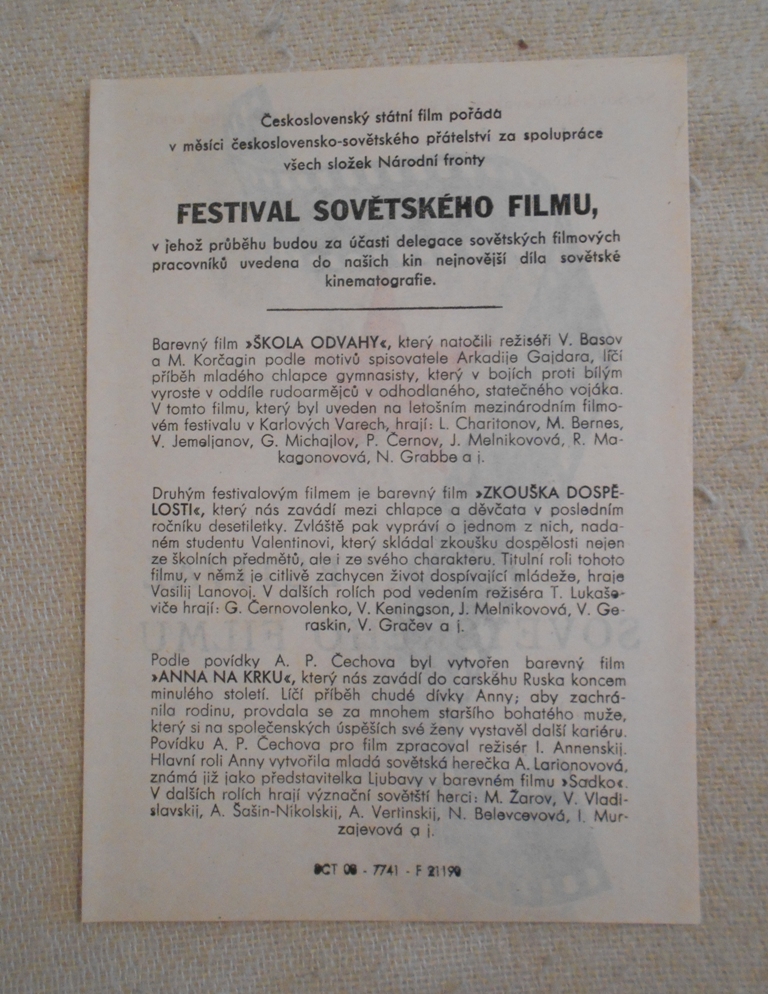 Československý státní film pořádá
v měsíci československo-sovětského přátelství za spolupráce
všech složek Národní fronty
FESTIVAL SOVĚTSKÉHO FILMU,
v jehož průběhu budou za účasti delegace sovětských filmových
pracovníků uvedena do našich kin nejnovější díla sovětské
kinematografie.
Barevný film »ŠKOLA ODVAHY«, který natočili režiséři V. Basov
a M. Korčagin podle motivů spisovatele Arkadije Gajdara, líčí
příběh mladého chlapce gymnasisty, který v bojích proti bílým
vyroste v oddíle rudoarmějců v odhodlaného, statečného vojáka.
V tomto filmu, který byl uveden na letošním mezinárodním filmo-
vém festivalu v Karlových Varech, hrají: L. Charitonov, M. Bernes,
V. Jemeljanov, G. Michajlov, P. Černov, J. Melnikovová, R. Ma-
kagonovová, N. Grabbe a j.
Druhým festivalovým filmem je barevný film »ZKOUŠKA DOSPĚ-
LOSTI«, který nás zavádí mezi chlapce a děvčata v posledním
ročníku desetiletky. Zvláště pak vypráví o jednom z nich, nada-
ném studentu Valentinovi, který skládal zkoušku dospělosti nejen
ze školních předmětů, ale i ze svého charakteru. Titulní roli tohoto
filmu, v němž je citlivě zachycen život dospívající mládeže, hraje
Vasilij Lanovoj. V dalších rolích pod vedením režiséra T. Lukaše-
viče hrají: G. Černovolenko, V. Keningson, J. Melnikovová, V. Ge-
raskin, V. Gračev a j.
Podle povídky A. P. Čechova byl vytvořen barevný film
»ANNA NA KRKU«, který nás zavádí do carského Ruska koncem
minulého století. Líčí příběh chudé dívky Anny; aby zachrá-
nila rodinu, provdala se za mnohem staršího bohatého muže,
který si na společenských úspěších své ženy vystavěl další kariéru.
Povídku A. P. Čechova pro film zpracoval režisér I. Annenskij.
Hlavní roli Anny vytvořila mladá sovětská herečka A. Larionovová,
známá již jako představitelka Ljubavy v barevném filmu »Sadko«.
V dalších rolích hrají význační sovětští herci: M. Žarov, V. Vladi-
slavskij, A. Šašin-Nikolskij, A. Vertinskij, N. Belevcevová, I. Mur-
zajevová a j.
SCT 08 - 7741 - F 21190